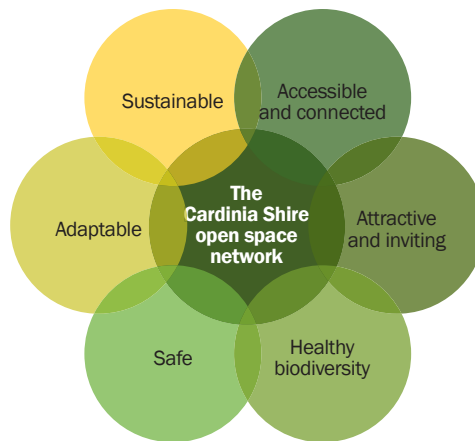 Sustainable
Accessible
and connected
The
Cardinia Shire
open space
network
Adaptable
Attractive
and inviting
Safe
Healthy
biodiversity